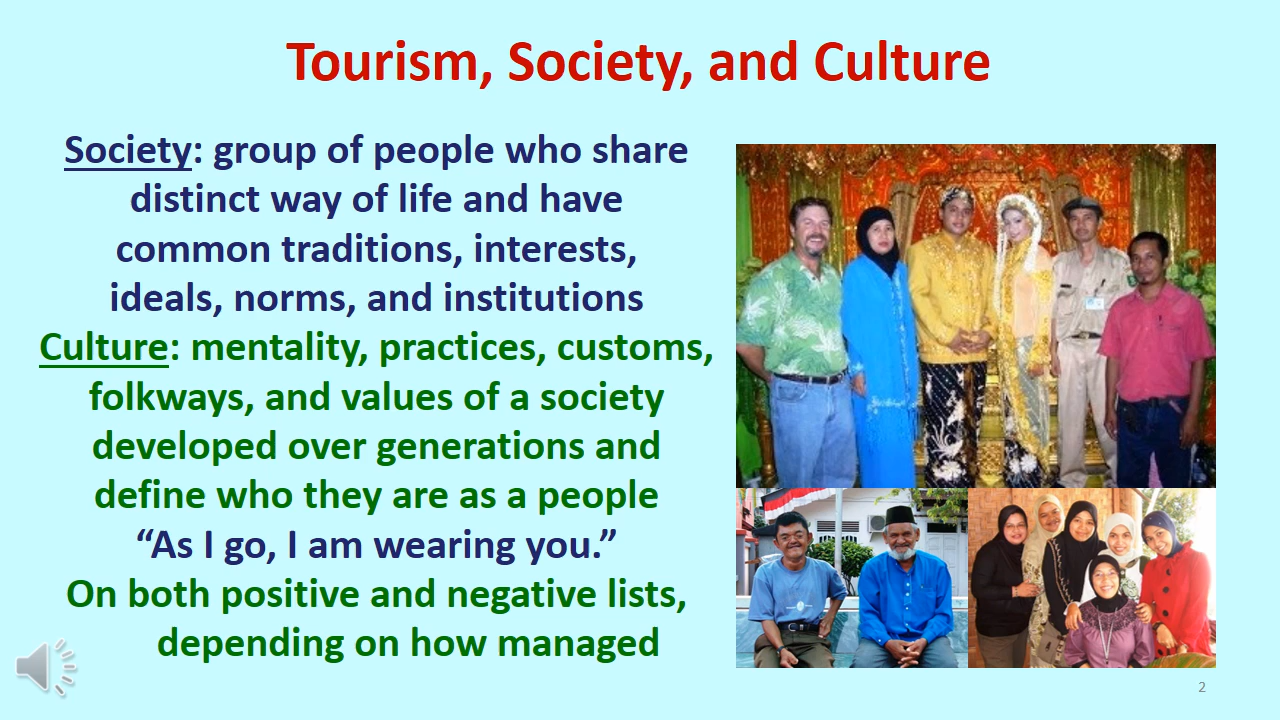 Tourism, Society, and Culture
Society: group of people who share
distinct way of life and have
common traditions, interests,
ideals, norms, and institutions
Culture: mentality, practices, customs,
folkways, and values of a society
developed over generations and
define who they are as a people
“As I go, I am wearing you.”
On both positive and negative lists,
depending on how managed
2